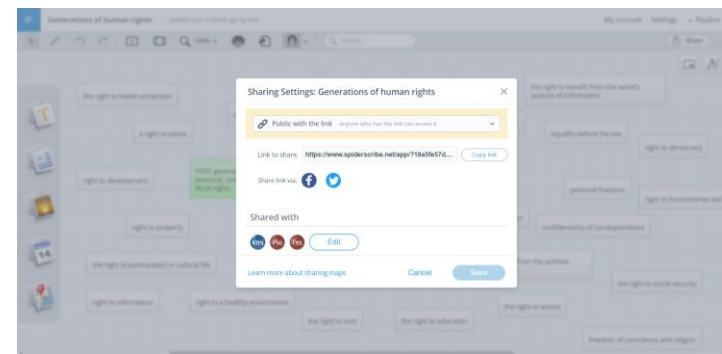 Generations of human rights
My account Settings Paulina
Share
Sharing Settings: Generations of human rights
Public with the link anyone who has the link can access it
Link to share https://www.spiderscribe.net/app/?18a5fe57d... Copy link
Share link via:
Shared with
Kmi Pio Tes Edit
Learn more about sharing maps Cancel Save
the right to health protection
a right to peace
right to development
right to property
the right to participation in cultural life
right to information
right to a healthy environment
the right to vote
the right to education
the right to leisure
the right to benefit from the world's
sources of information
equality before the law
right to democracy
personal freedom
right to humanitarian aid
confidentiality of correspondence
the right to social security
freedom of conscience and religion